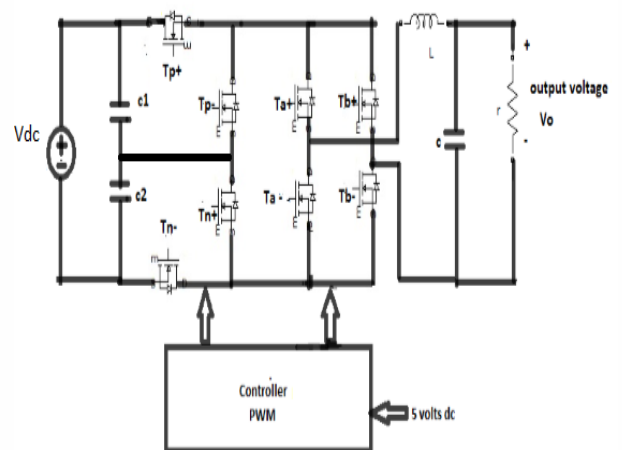 Tp+
L
+
c1
Tp-
Ta+
Tb+
output voltage
r
Vo
Vdc
c
-
c2
Tn+
Ta -
Tb-
Tn-
Controller
PWM
5 volts dc